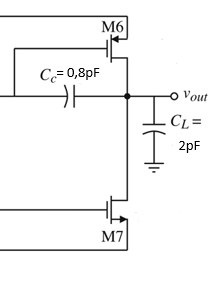 M6
Cc= 0,8pF
vout
CL =
2pF
M7